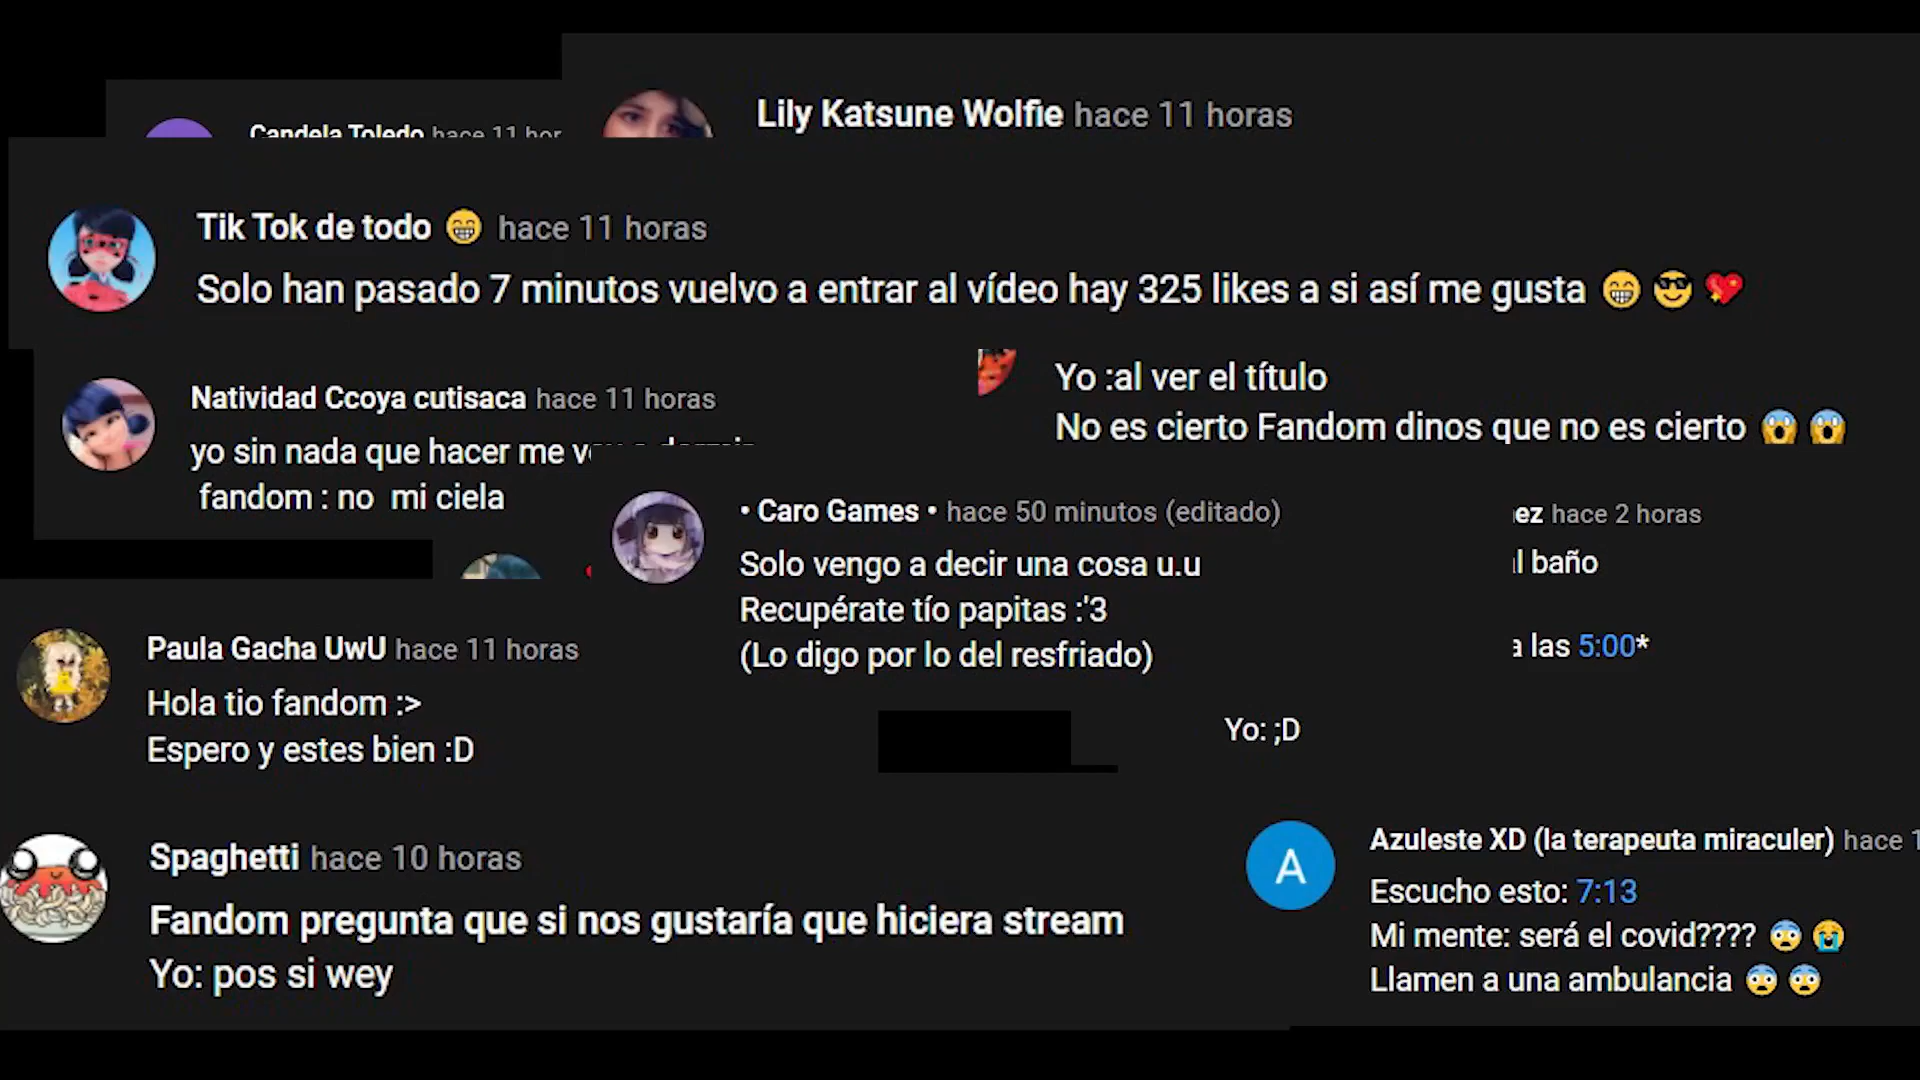 Lily Katsune Wolfie hace 11 horas
Candela Toledo hace 11 hor
Tik Tok de todo 😁 hace 11 horas
Solo han pasado 7 minutos vuelvo a entrar al vídeo hay 325 likes a si así me gusta 😁 😎 💖
Natividad Ccoya cutisaca hace 11 horas
yo sin nada que hacer me voy a dormir
fandom : no mi ciela
Yo :al ver el título
No es cierto Fandom dinos que no es cierto 😱 😱
• Caro Games • hace 50 minutos (editado)
Solo vengo a decir una cosa u.u
Recupérate tío papitas :'3
(Lo digo por lo del resfriado)
ez hace 2 horas
l baño
a las 5:00*
Yo: ;D
Paula Gacha UwU hace 11 horas
Hola tio fandom :>
Espero y estes bien :D
Spaghetti hace 10 horas
Fandom pregunta que si nos gustaría que hiciera stream
Yo: pos si wey
A
Azuleste XD (la terapeuta miraculer) hace 1
Escucho esto: 7:13
Mi mente: será el covid???? 😨 😭
Llamen a una ambulancia 😨 😨